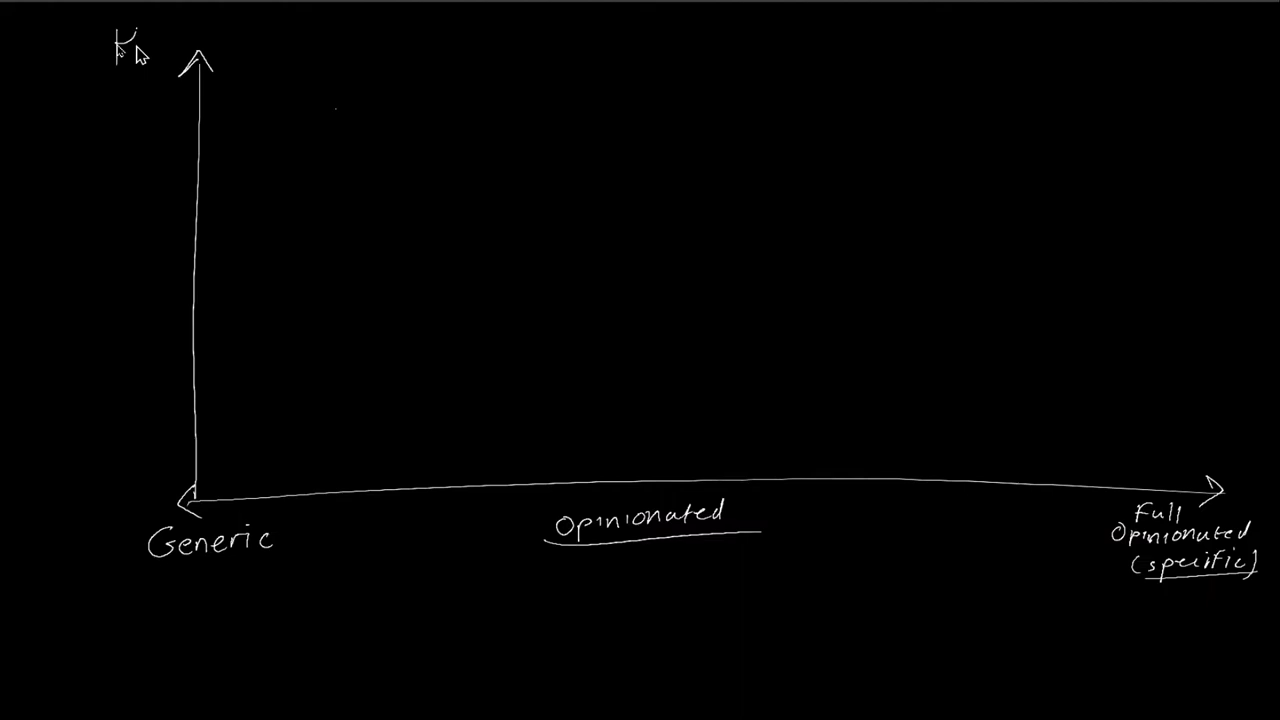 Generic
Opinionated
Full
Opinionated
(specific)